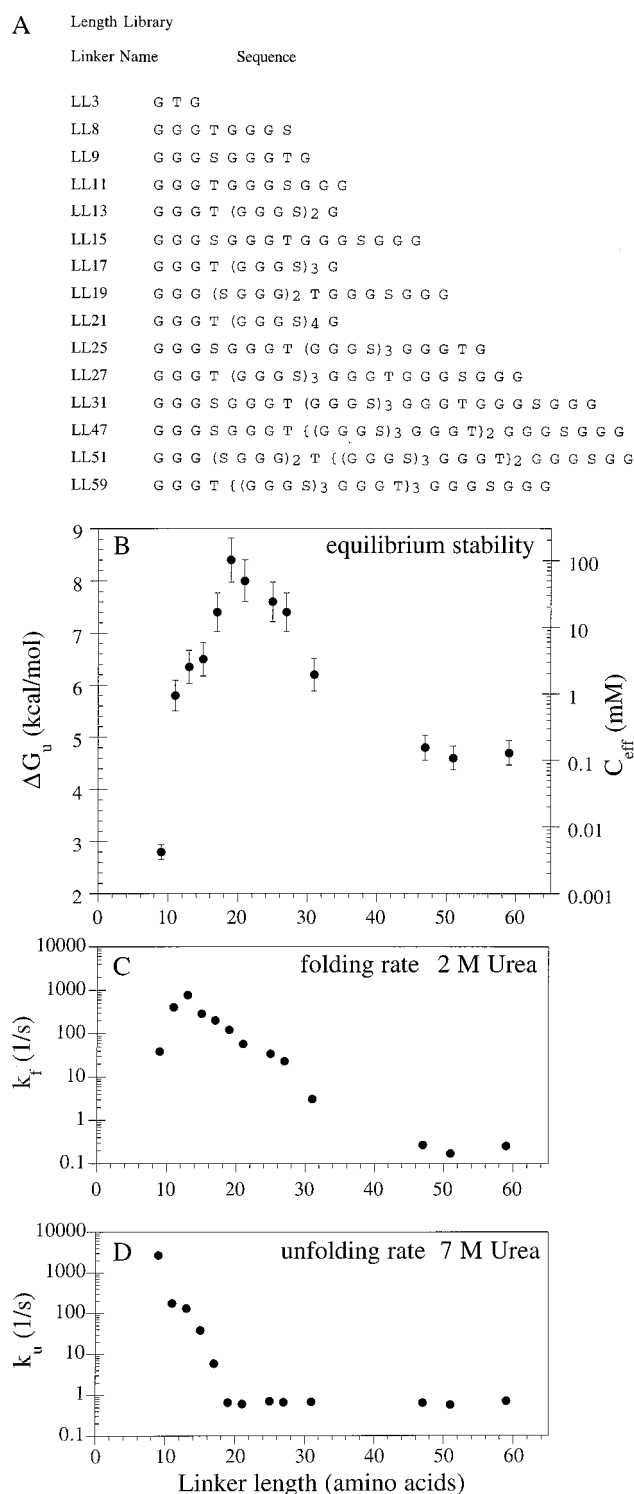 A
Length Library
Linker Name Sequence
LL3 G T G
LL8 G G G T G G G S
LL9 G G G S G G G T G
LL11 G G G T G G G S G G G
LL13 G G G T (G G G S)2 G
LL15 G G G S G G G T G G G S G G G
LL17 G G G T (G G G S)3 G
LL19 G G G (S G G G)2 T G G G S G G G
LL21 G G G T (G G G S)4 G
LL25 G G G S G G G T (G G G S)3 G G G T G
LL27 G G G T (G G G S)3 G G G T G G G S G G G
LL31 G G G S G G G T (G G G S)3 G G G T G G G S G G G
LL47 G G G S G G G T {(G G G S)3 G G G T}2 G G G S G G G
LL51 G G G (S G G G)2 T {(G G G S)3 G G G T}2 G G G S G G
LL59 G G G T {(G G G S)3 G G G T}3 G G G S G G G
B equilibrium stability
9
8
7
6
5
4
3
2
ΔGu (kcal/mol)
100
10
1
0.1
0.01
0.001
Ceff (mM)
0 10 20 30 40 50 60
C folding rate 2 M Urea
10000
1000
100
10
1
0.1
kf (1/s)
0 10 20 30 40 50 60
D unfolding rate 7 M Urea
10000
1000
100
10
1
0.1
ku (1/s)
0 10 20 30 40 50 60
Linker length (amino acids)